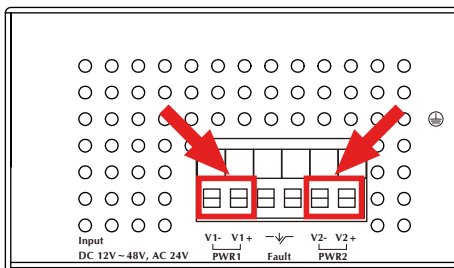 Input
V1- V1+ V2- V2+
DC 12V ~ 48V, AC 24V PWR1 Fault PWR2